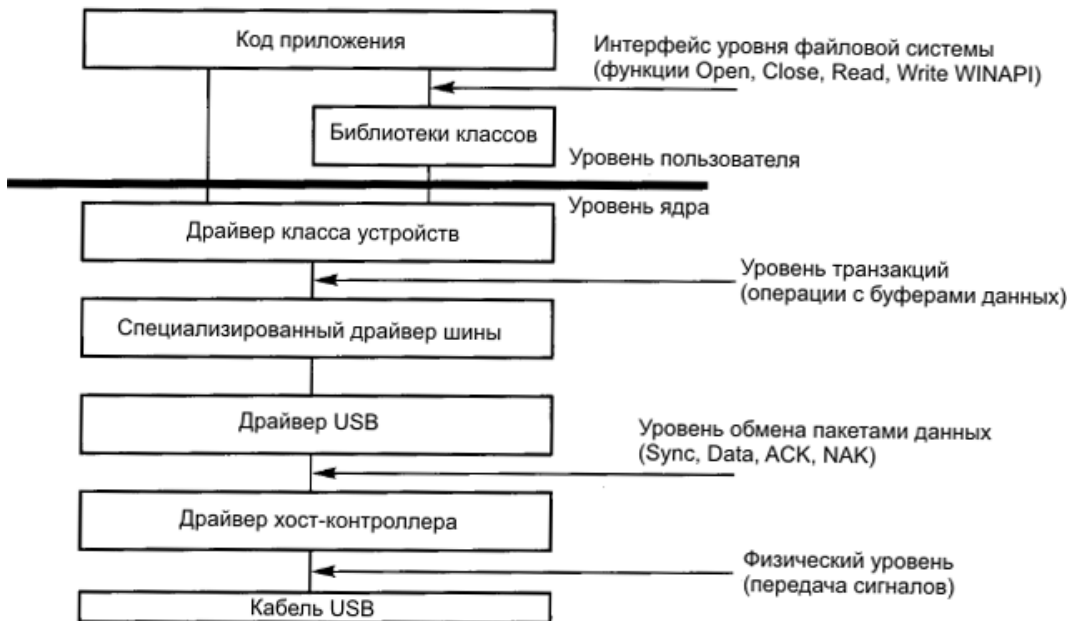 Код приложения
Интерфейс уровня файловой системы
(функции Open, Close, Read, Write WINAPI)
Библиотеки классов
Уровень пользователя
Уровень ядра
Драйвер класса устройств
Уровень транзакций
(операции с буферами данных)
Специализированный драйвер шины
Драйвер USB
Уровень обмена пакетами данных
(Sync, Data, ACK, NAK)
Драйвер хост-контроллера
Физический уровень
(передача сигналов)
Кабель USB